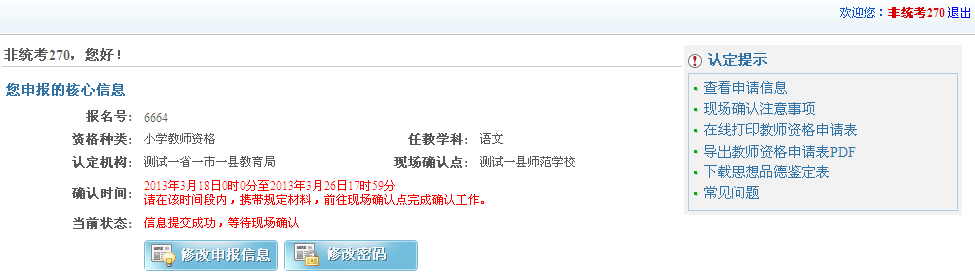 欢迎您：非统考270 退出
非统考270，您好！
您申报的核心信息
报名号： 6664
资格种类： 小学教师资格 任教学科： 语文
认定机构： 测试一省一市一县教育局 现场确认点： 测试一县师范学校
确认时间： 2013年3月18日0时0分至2013年3月26日17时59分
请在该时间段内，携带规定材料，前往现场确认点完成确认工作。
当前状态： 信息提交成功，等待现场确认
修改申报信息 修改密码
认定提示
查看申请信息
现场确认注意事项
在线打印教师资格申请表
导出教师资格申请表PDF
下载思想品德鉴定表
常见问题